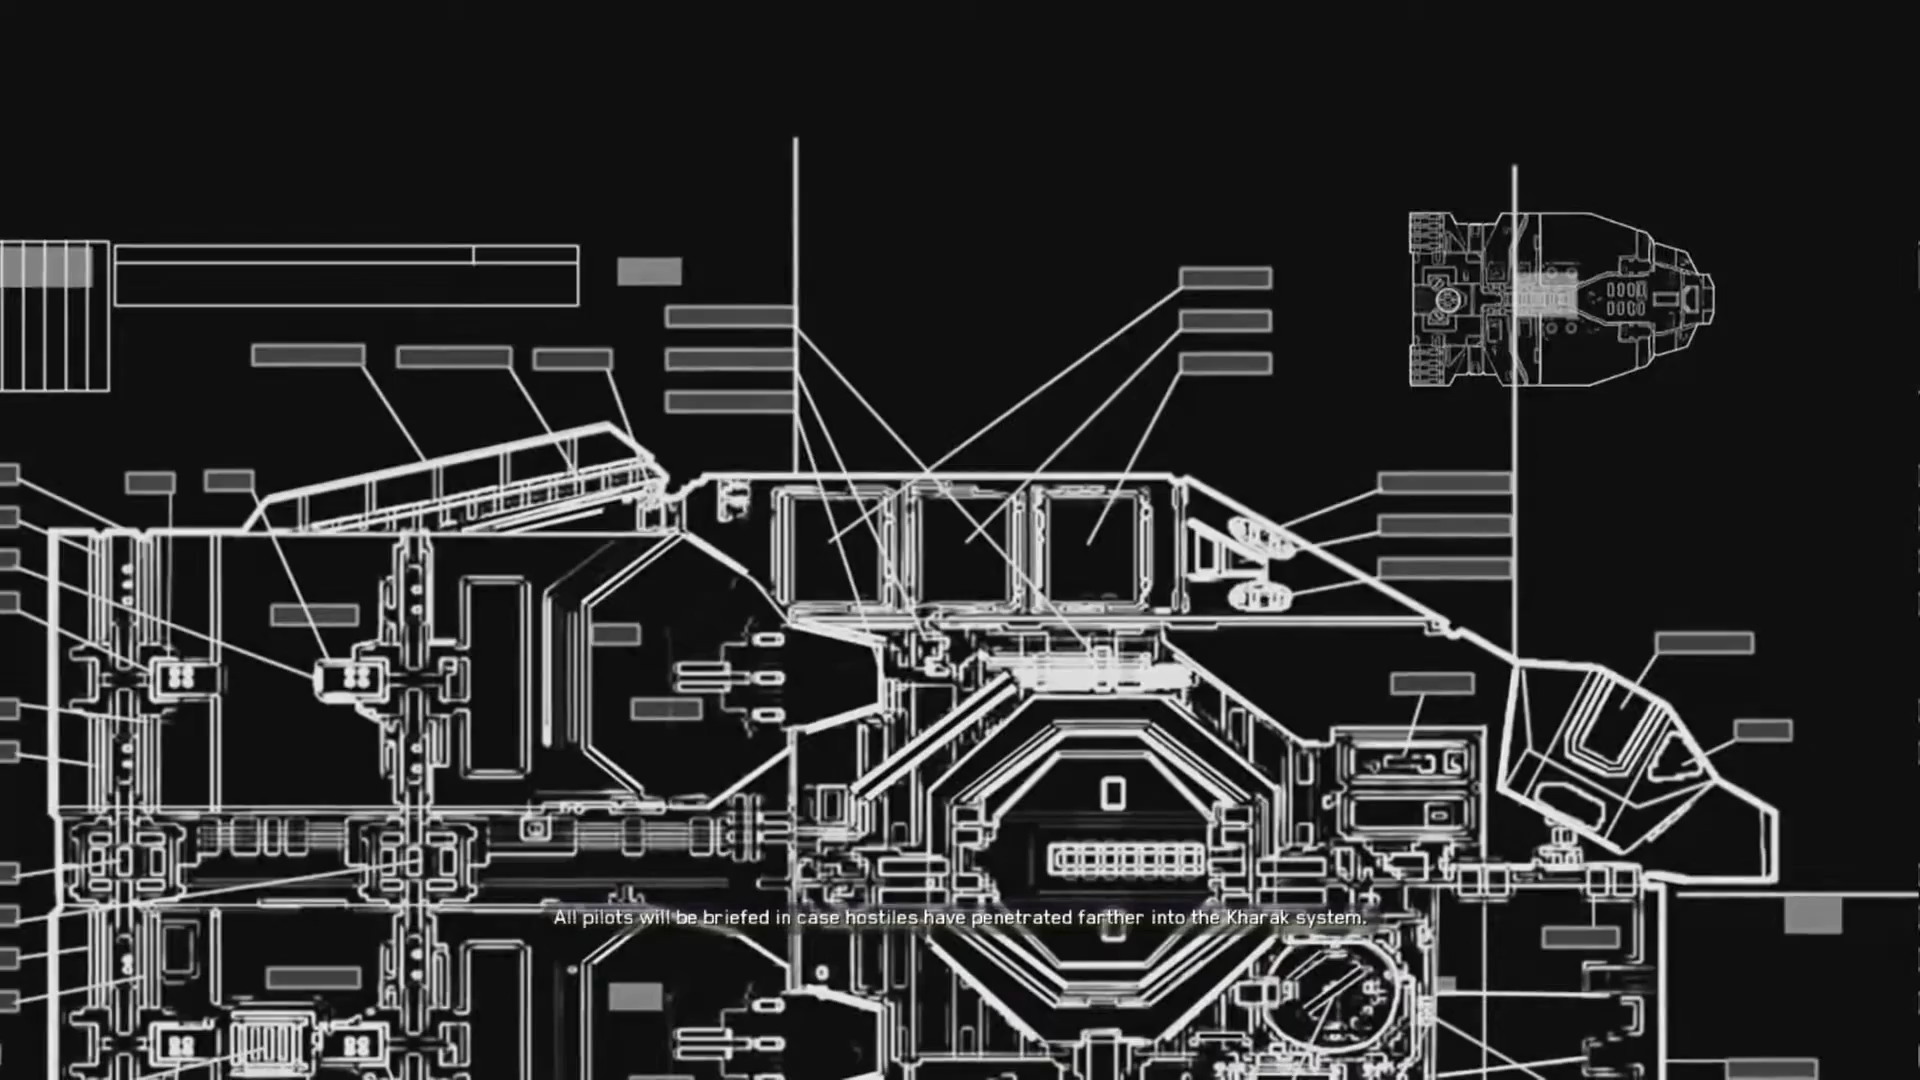 All pilots will be briefed in case hostiles have penetrated farther into the Kharak system.